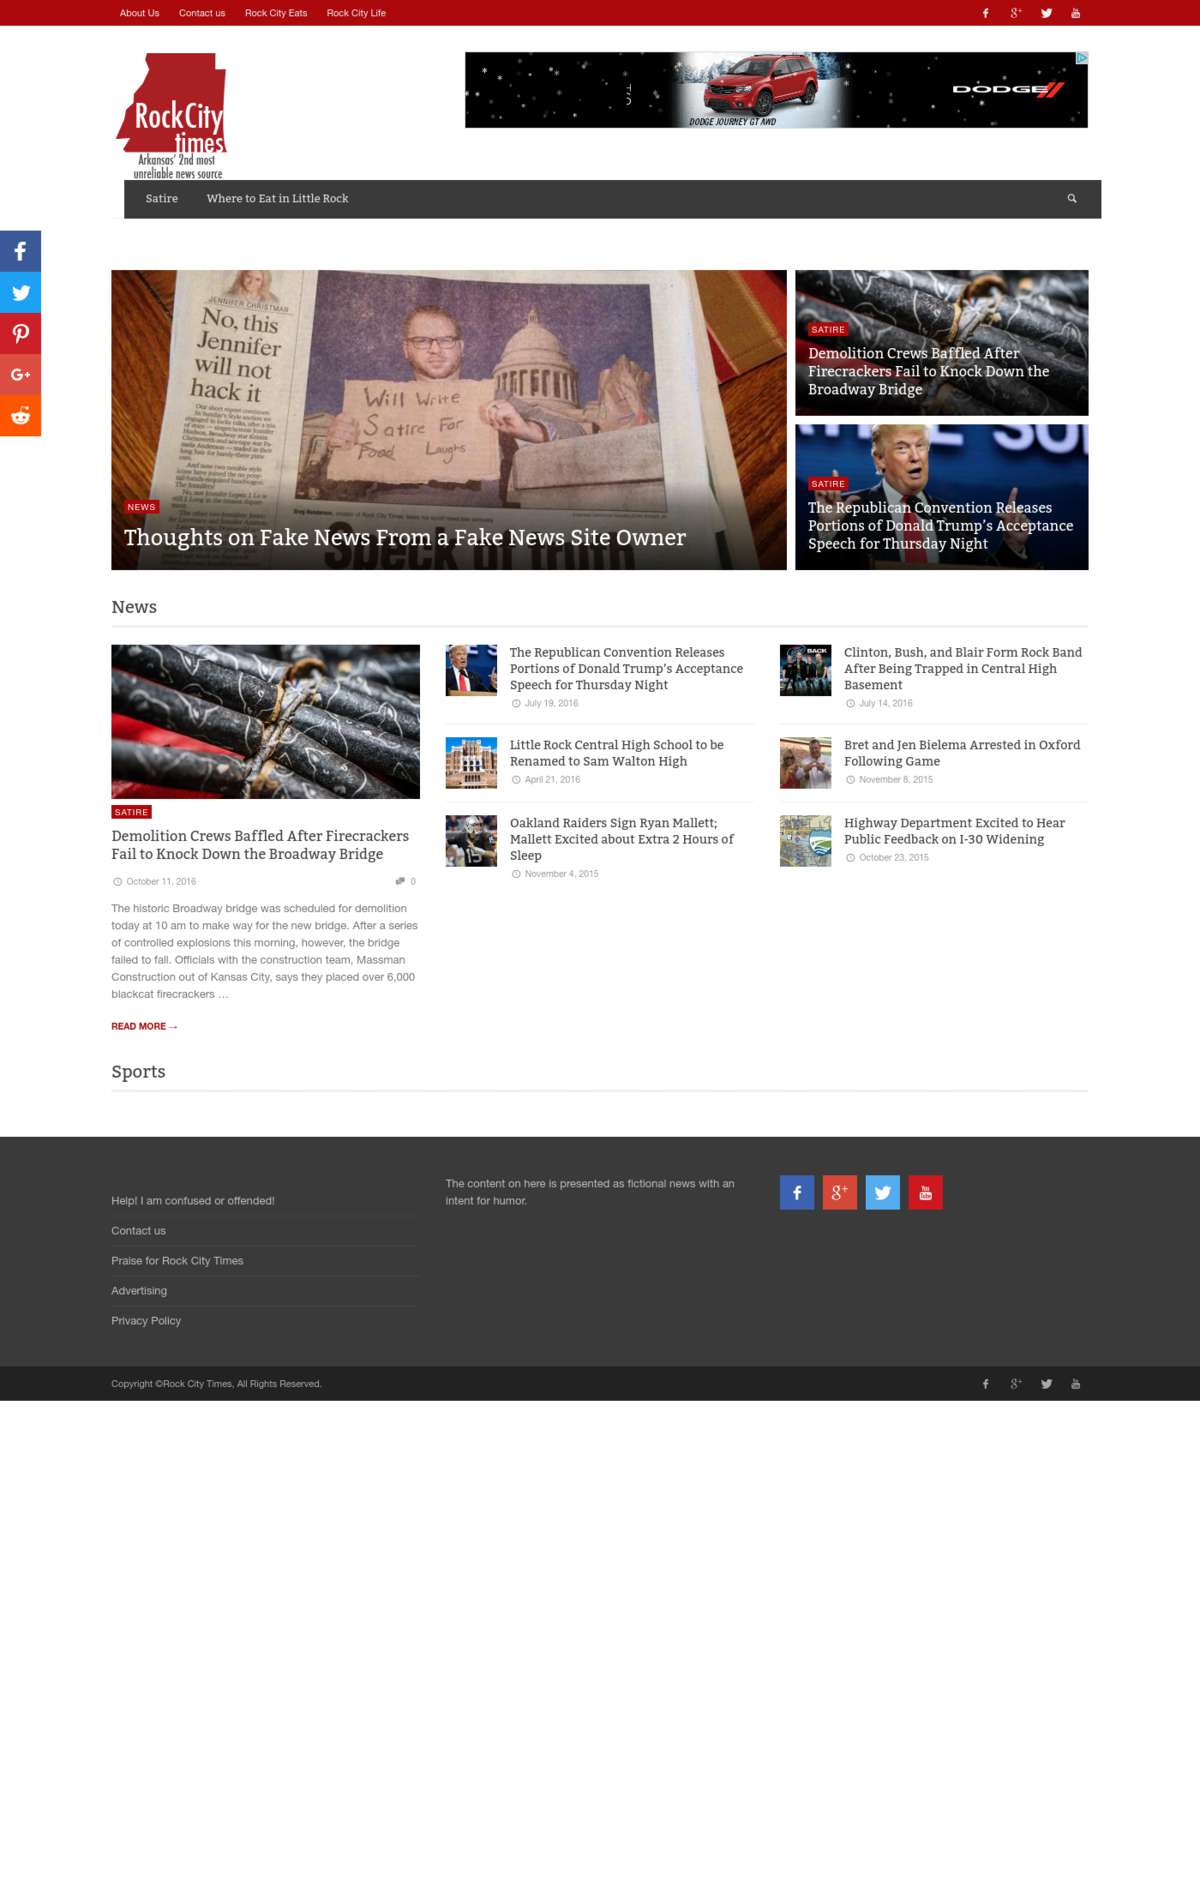 About Us Contact us Rock City Eats Rock City Life
RockCity
times
Arkansas' 2nd most
unreliable news source
DODGE JOURNEY GT AWD
DODGE
Satire Where to Eat in Little Rock
JENNIFER CHRISTMAN
No, this
Jennifer
will not
hack it
Will Write
Satire For
Food Laughs
NEWS
Thoughts on Fake News From a Fake News Site Owner
SATIRE
Demolition Crews Baffled After
Firecrackers Fail to Knock Down the
Broadway Bridge
SATIRE
The Republican Convention Releases
Portions of Donald Trump's Acceptance
Speech for Thursday Night
News
SATIRE
Demolition Crews Baffled After Firecrackers
Fail to Knock Down the Broadway Bridge
October 11, 2016 0
The historic Broadway bridge was scheduled for demolition
today at 10 am to make way for the new bridge. After a series
of controlled explosions this morning, however, the bridge
failed to fall. Officials with the construction team, Massman
Construction out of Kansas City, says they placed over 6,000
blackcat firecrackers …
READ MORE →
The Republican Convention Releases
Portions of Donald Trump's Acceptance
Speech for Thursday Night
July 19, 2016
Little Rock Central High School to be
Renamed to Sam Walton High
April 21, 2016
Oakland Raiders Sign Ryan Mallett;
Mallett Excited about Extra 2 Hours of
Sleep
November 4, 2015
BACK
Clinton, Bush, and Blair Form Rock Band
After Being Trapped in Central High
Basement
July 14, 2016
Bret and Jen Bielema Arrested in Oxford
Following Game
November 8, 2015
Highway Department Excited to Hear
Public Feedback on I-30 Widening
October 23, 2015
Sports
Help! I am confused or offended!
Contact us
Praise for Rock City Times
Advertising
Privacy Policy
The content on here is presented as fictional news with an
intent for humor.
Copyright ©Rock City Times, All Rights Reserved.